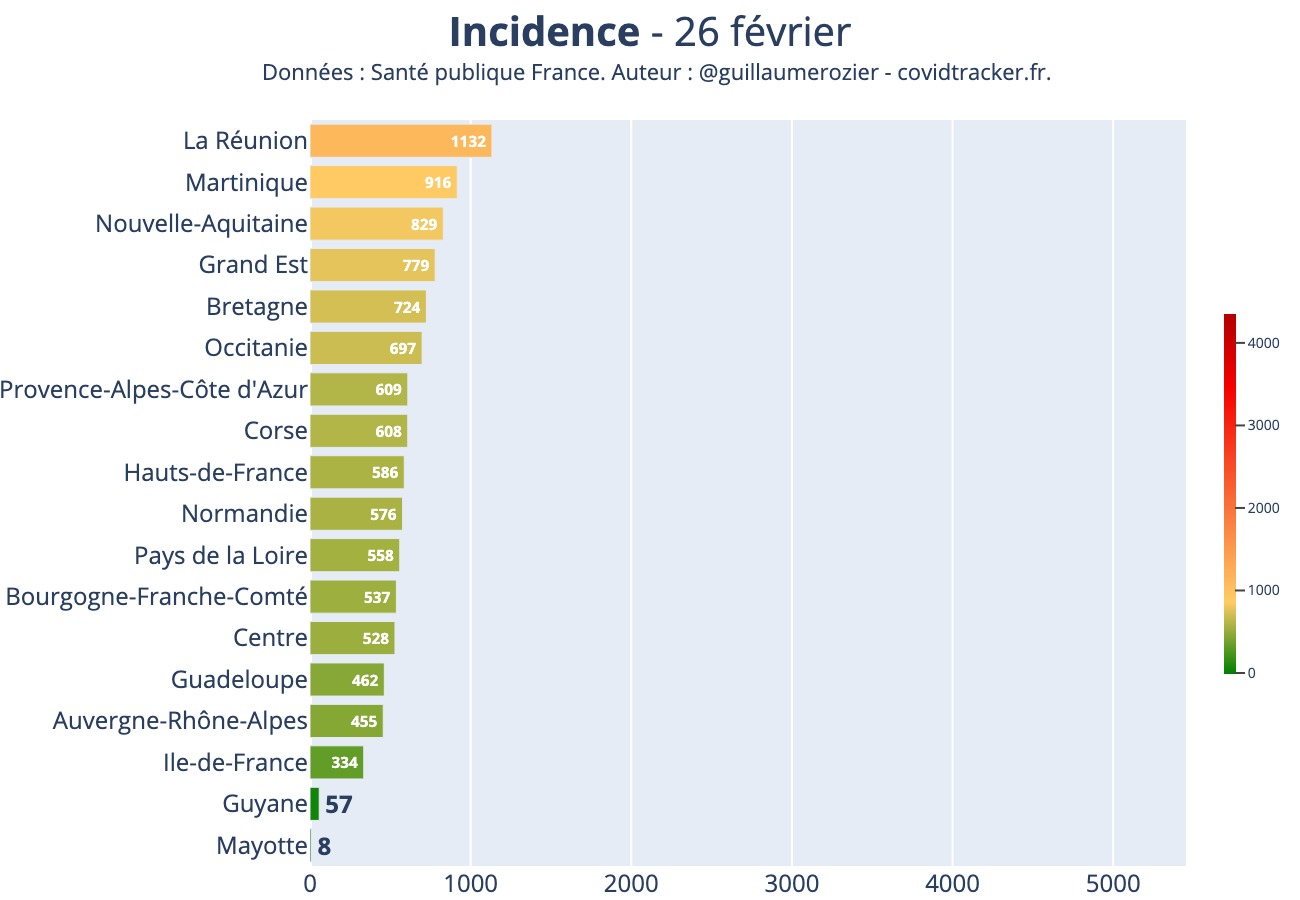 Incidence - 26 février
Données : Santé publique France. Auteur : @guillaumerozier - covidtracker.fr.
La Réunion 1132
Martinique 916
Nouvelle-Aquitaine 829
Grand Est 779
Bretagne 724
Occitanie 697
Provence-Alpes-Côte d'Azur 609
Corse 608
Hauts-de-France 586
Normandie 576
Pays de la Loire 558
Bourgogne-Franche-Comté 537
Centre 528
Guadeloupe 462
Auvergne-Rhône-Alpes 455
Ile-de-France 334
Guyane 57
Mayotte 8
0 1000 2000 3000 4000 5000
4000
3000
2000
1000
0